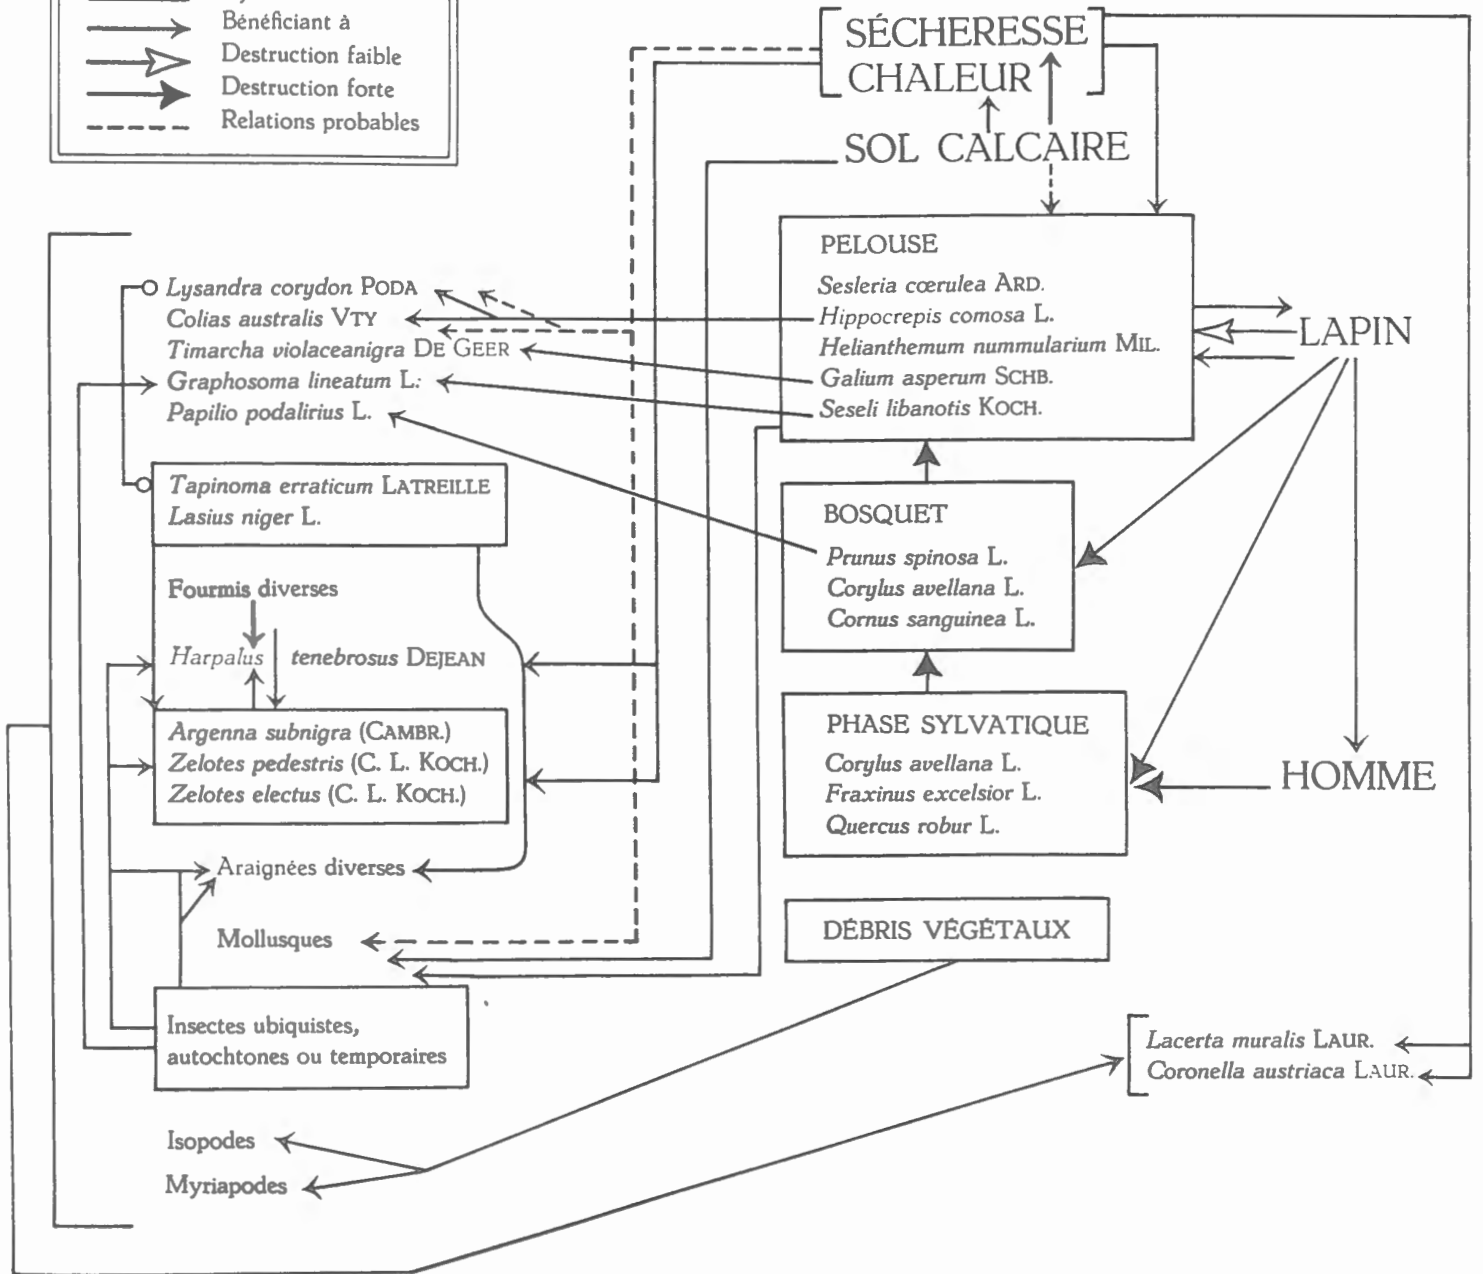 Bénéficiant à
Destruction faible
Destruction forte
Relations probables
SÉCHERESSE
CHALEUR
SOL CALCAIRE
PELOUSE
Sesleria cœrulea ARD.
Hippocrepis comosa L.
Helianthemum nummularium MIL.
Galium asperum SCHB.
Seseli libanotis KOCH.
LAPIN
Lysandra corydon PODA
Colias australis VTY
Timarcha violaceanigra DE GEER
Graphosoma lineatum L.
Papilio podalirius L.
Tapinoma erraticum LATREILLE
Lasius niger L.
BOSQUET
Prunus spinosa L.
Corylus avellana L.
Cornus sanguinea L.
Fourmis diverses
Harpalus tenebrosus DEJEAN
Argenna subnigra (CAMBR.)
Zelotes pedestris (C. L. KOCH.)
Zelotes electus (C. L. KOCH.)
PHASE SYLVATIQUE
Corylus avellana L.
Fraxinus excelsior L.
Quercus robur L.
HOMME
Araignées diverses
Mollusques
DÉBRIS VÉGÉTAUX
Insectes ubiquistes,
autochtones ou temporaires
Lacerta muralis LAUR.
Coronella austriaca LAUR.
Isopodes
Myriapodes